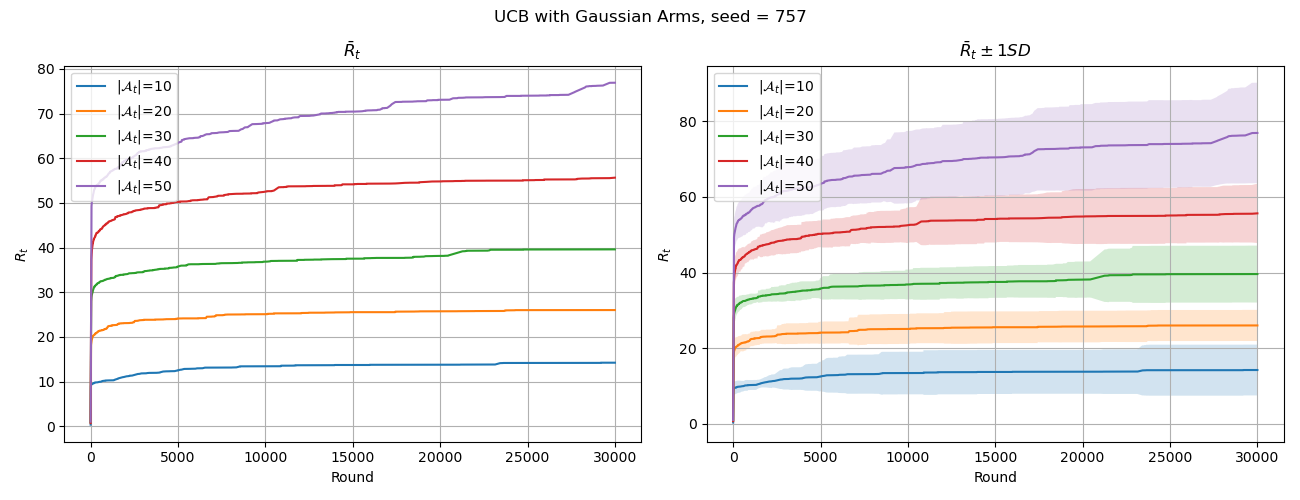 UCB with Gaussian Arms, seed = 757
R̄ₜ
80
70
60
50
40
30
20
10
0
Rₜ
|𝒜ₜ|=10
|𝒜ₜ|=20
|𝒜ₜ|=30
|𝒜ₜ|=40
|𝒜ₜ|=50
0 5000 10000 15000 20000 25000 30000
Round
R̄ₜ ± 1SD
80
60
40
20
0
Rₜ
|𝒜ₜ|=10
|𝒜ₜ|=20
|𝒜ₜ|=30
|𝒜ₜ|=40
|𝒜ₜ|=50
0 5000 10000 15000 20000 25000 30000
Round